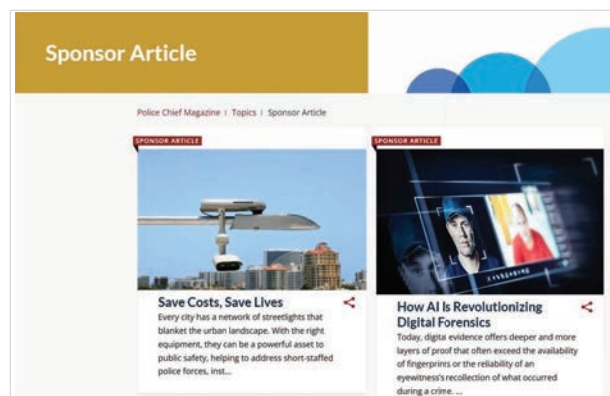 Sponsor Article
Police Chief Magazine | Topics | Sponsor Article
SPONSOR ARTICLE
Save Costs, Save Lives
Every city has a network of streetlights that
blanket the urban landscape. With the right
equipment, they can be a powerful asset to
public safety, helping to address short-staffed
police forces, inst...
SPONSOR ARTICLE
How AI Is Revolutionizing
Digital Forensics
Today, digital evidence offers deeper and more
layers of proof that often exceed the availability
of fingerprints or the reliability of an
eyewitness's recollection of what occurred
during a crime. ...